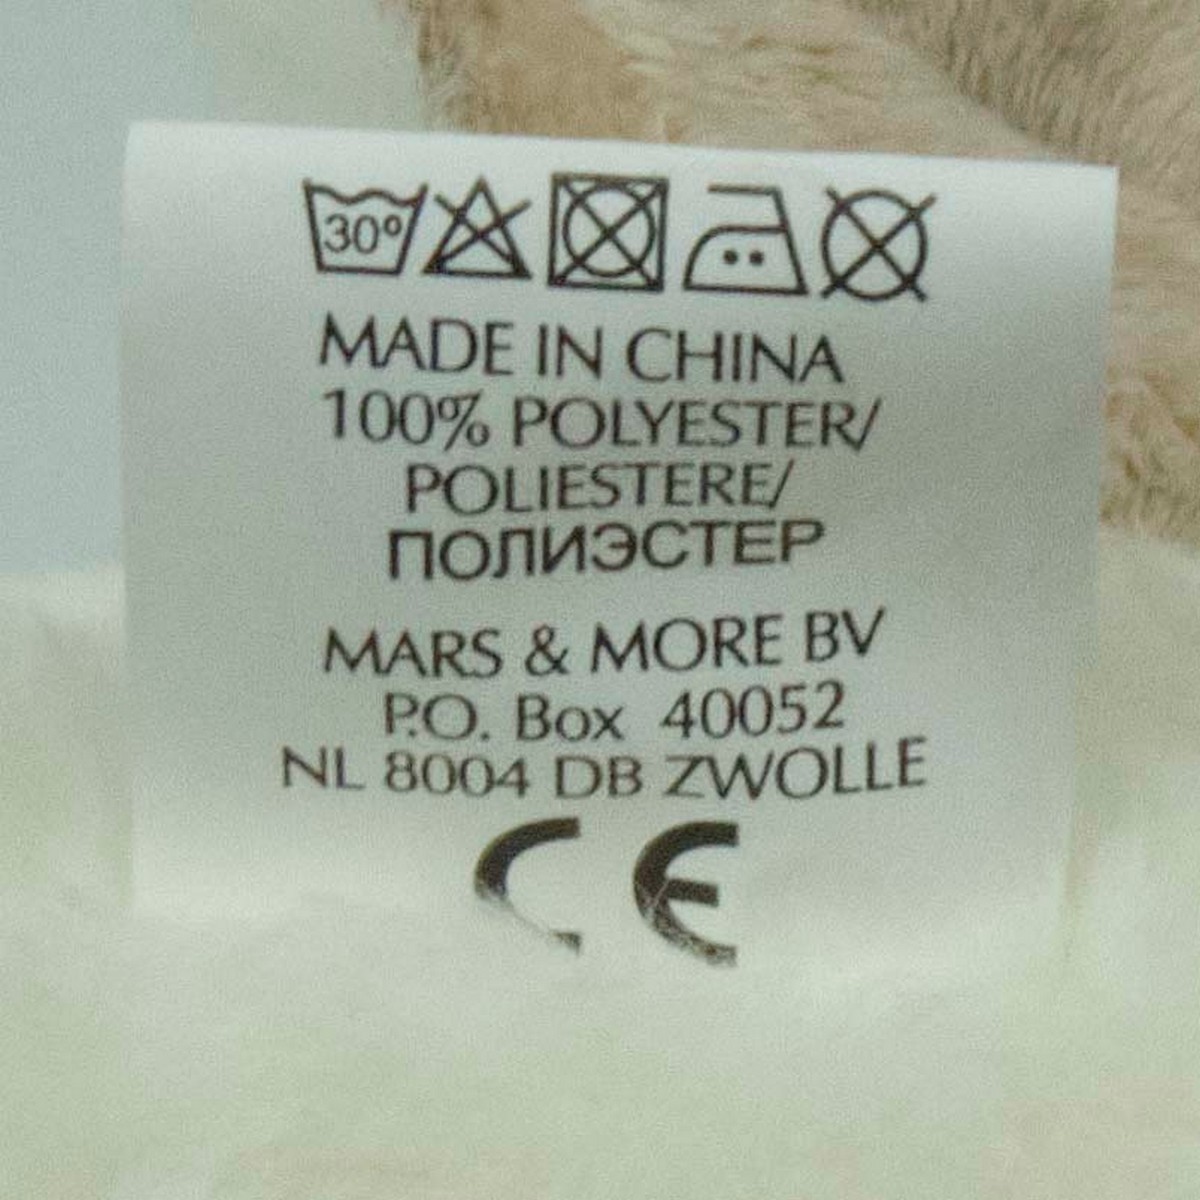 30°
MADE IN CHINA
100% POLYESTER/
POLIESTERE/
ПОЛИЭСТЕР
MARS & MORE BV
P.O. Box 40052
NL 8004 DB ZWOLLE
CE